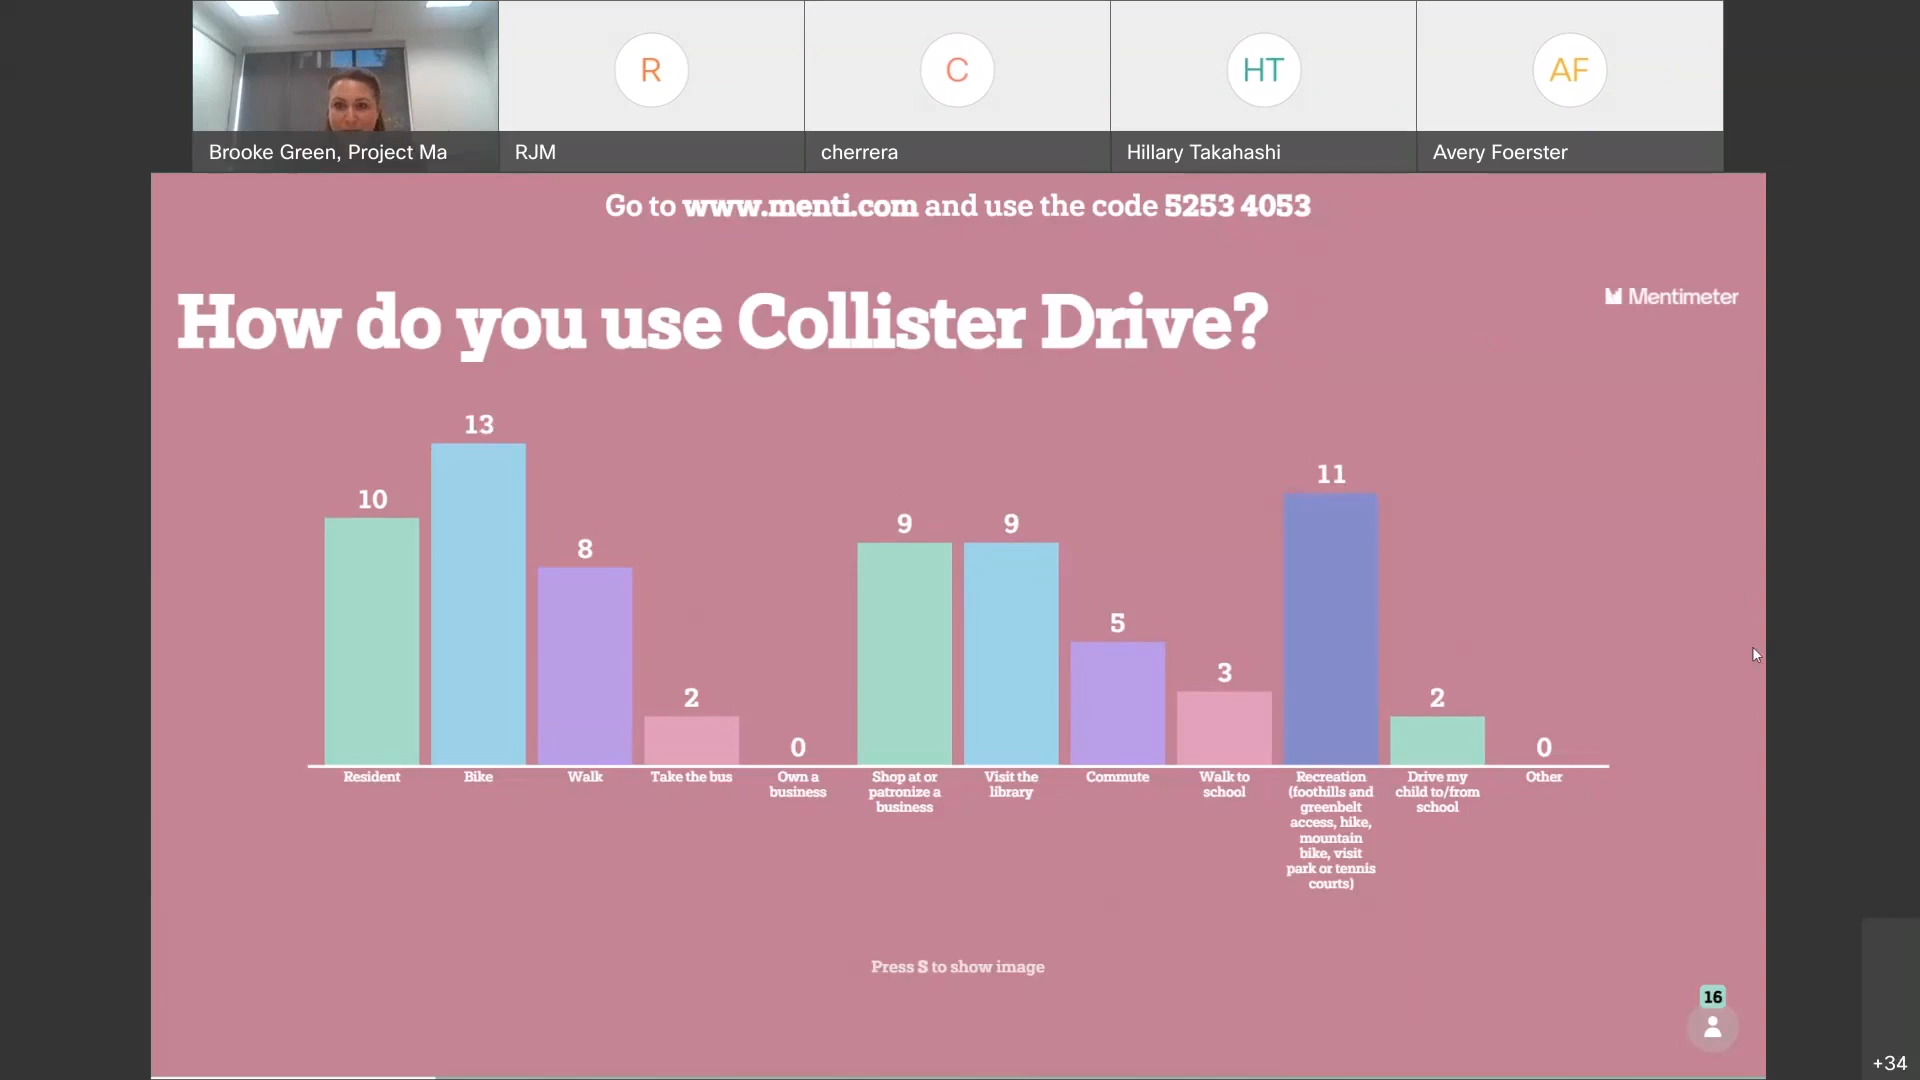 R
C
HT
AF
Brooke Green, Project Ma
RJM
cherrera
Hillary Takahashi
Avery Foerster
Go to www.menti.com and use the code 5253 4053
How do you use Collister Drive?
Mentimeter
10
13
8
2
0
9
9
5
3
11
2
0
Resident
Bike
Walk
Take the bus
Own a
business
Shop at or
patronize a
business
Visit the
library
Commute
Walk to
school
Recreation
(foothills and
greenbelt
access, hike,
mountain
bike, visit
park or tennis
courts)
Drive my
child to/from
school
Other
Press S to show image
16
+34